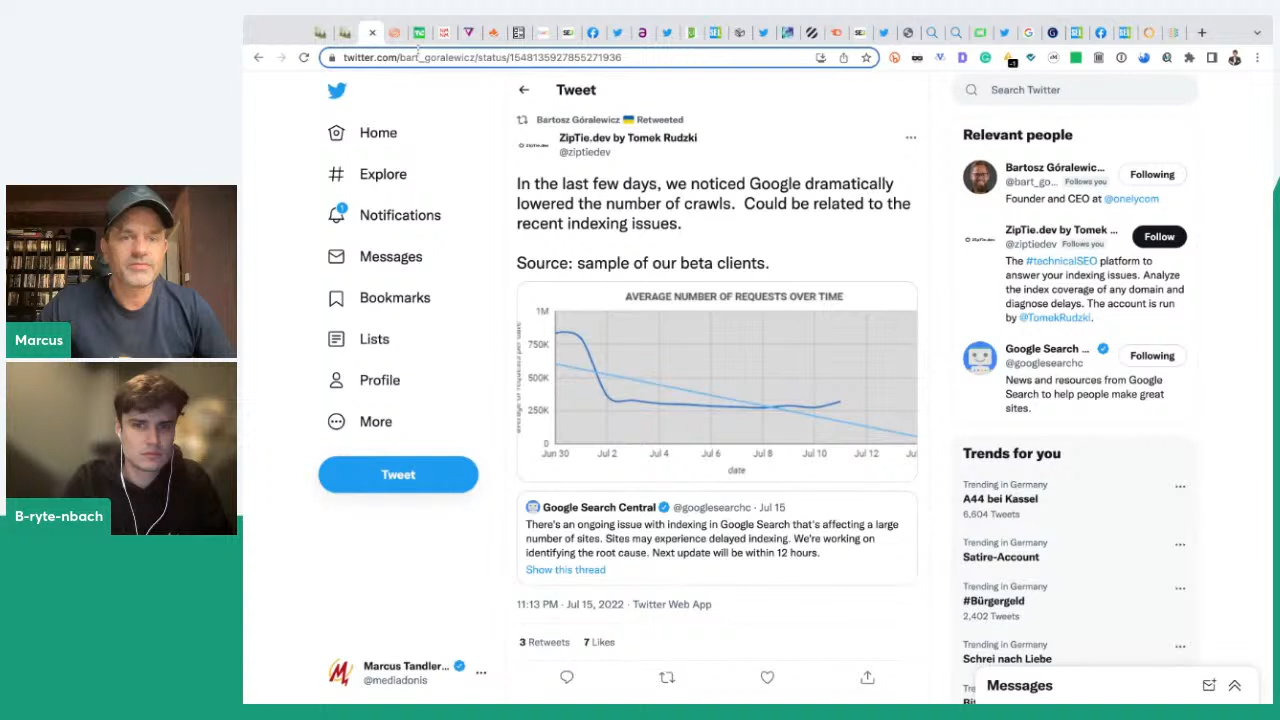 twitter.com/bart_goralewicz/status/1548135927855271936
Marcus
B-ryte-nbach
Home
Explore
1
Notifications
Messages
Bookmarks
Lists
Profile
More
Tweet
Marcus Tandler...
@mediadonis
Tweet
Bartosz Góralewicz 🇺🇦 Retweeted
ZipTie.dev
ZipTie.dev by Tomek Rudzki
@ziptiedev
In the last few days, we noticed Google dramatically
lowered the number of crawls. Could be related to the
recent indexing issues.
Source: sample of our beta clients.
AVERAGE NUMBER OF REQUESTS OVER TIME
1M
750K
500K
250K
0
Jun 30 Jul 2 Jul 4 Jul 6 Jul 8 Jul 10 Jul 12 Jul
date
Google Search Central @googlesearchc · Jul 15
There's an ongoing issue with indexing in Google Search that's affecting a large
number of sites. Sites may experience delayed indexing. We're working on
identifying the root cause. Next update will be within 12 hours.
Show this thread
11:13 PM · Jul 15, 2022 · Twitter Web App
3 Retweets 7 Likes
Search Twitter
Relevant people
Bartosz Góralewic...
@bart_go... Follows you
Following
Founder and CEO at @onelycom
ZipTie.dev by Tomek ...
@ziptiedev Follows you
Follow
The #technicalSEO platform to
answer your indexing issues. Analyze
the index coverage of any domain and
diagnose delays. The account is run
by @TomekRudzki.
Google Search ...
@googlesearchc
Following
News and resources from Google
Search to help people make great
sites.
Trends for you
Trending in Germany
A44 bei Kassel
6,604 Tweets
Trending in Germany
Satire-Account
Trending in Germany
#Bürgergeld
2,402 Tweets
Trending in Germany
Schrei nach Liebe
Messages